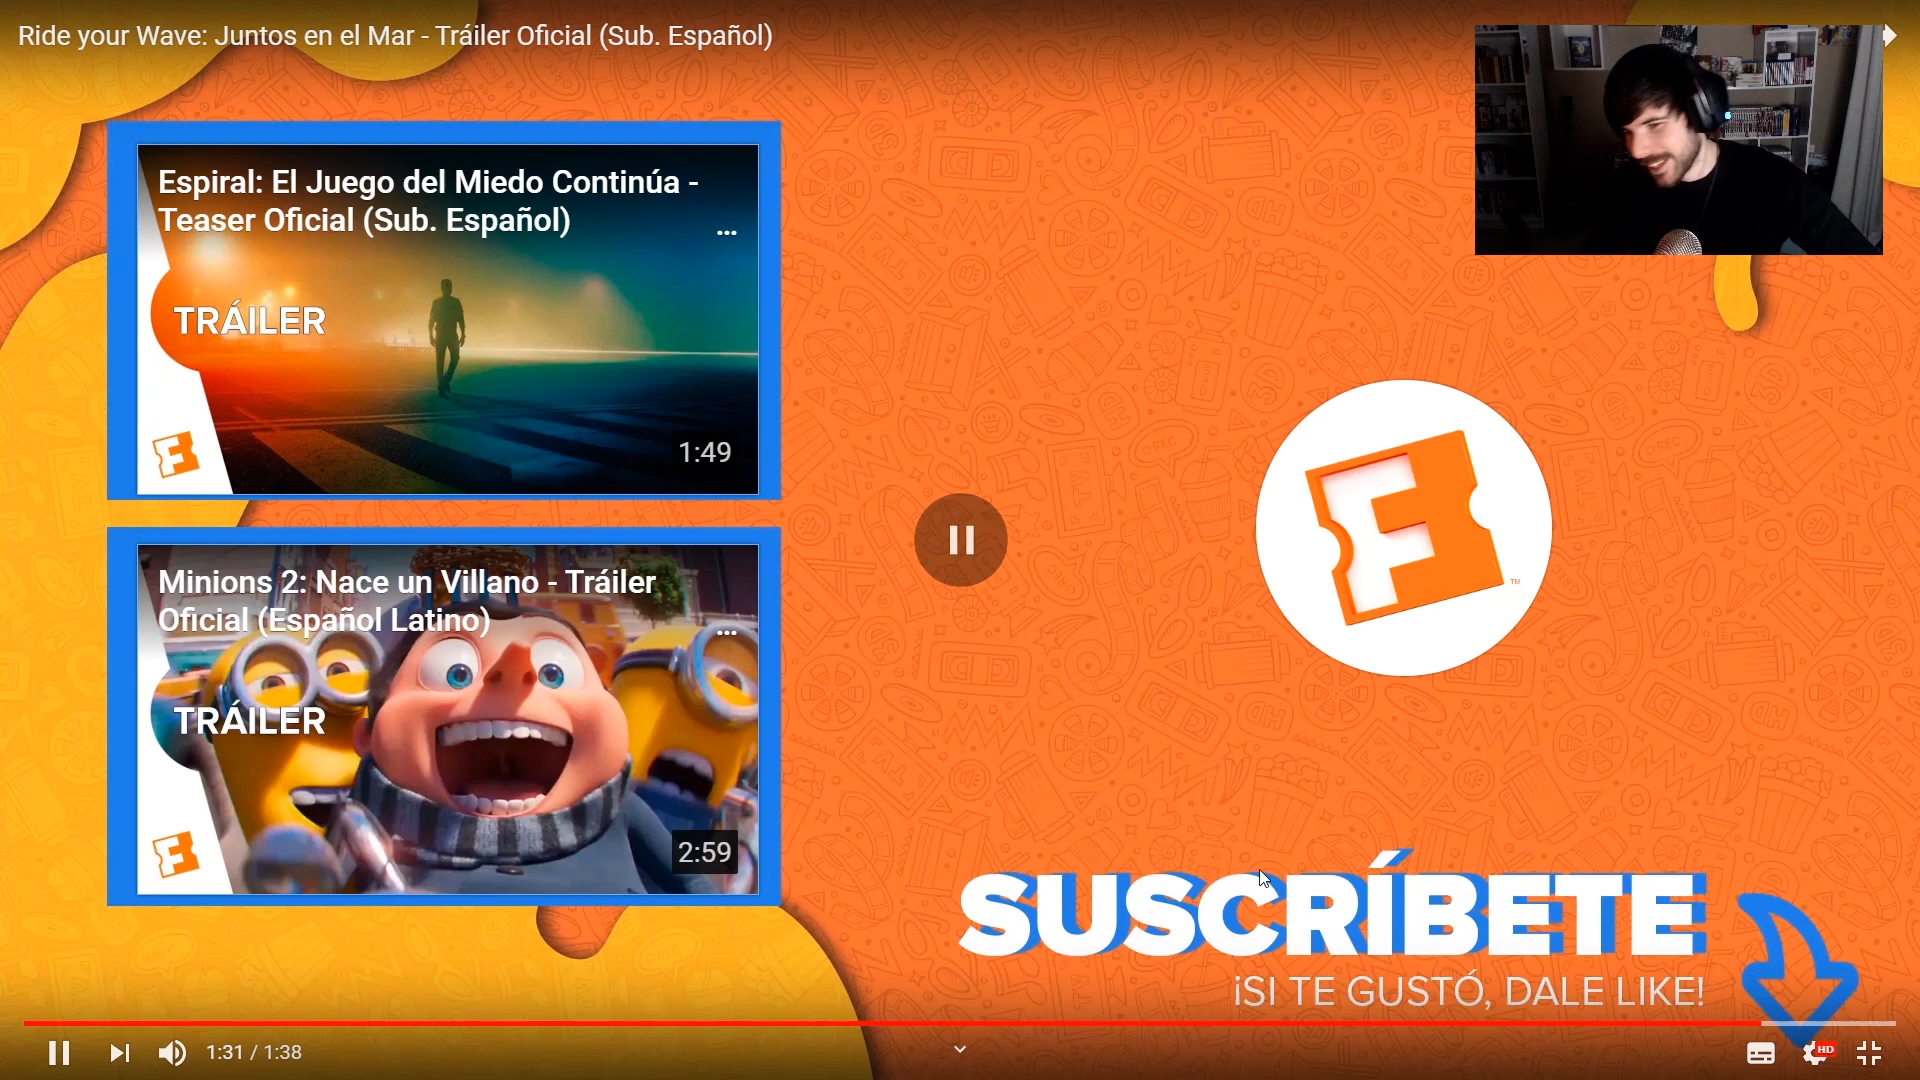 Ride your Wave: Juntos en el Mar - Tráiler Oficial (Sub. Español)
Espiral: El Juego del Miedo Continúa -
Teaser Oficial (Sub. Español)
TRÁILER
1:49
Minions 2: Nace un Villano - Tráiler
Oficial (Español Latino)
TRÁILER
2:59
TM
SUSCRÍBETE
¡SI TE GUSTÓ, DALE LIKE!
1:31 / 1:38
HD